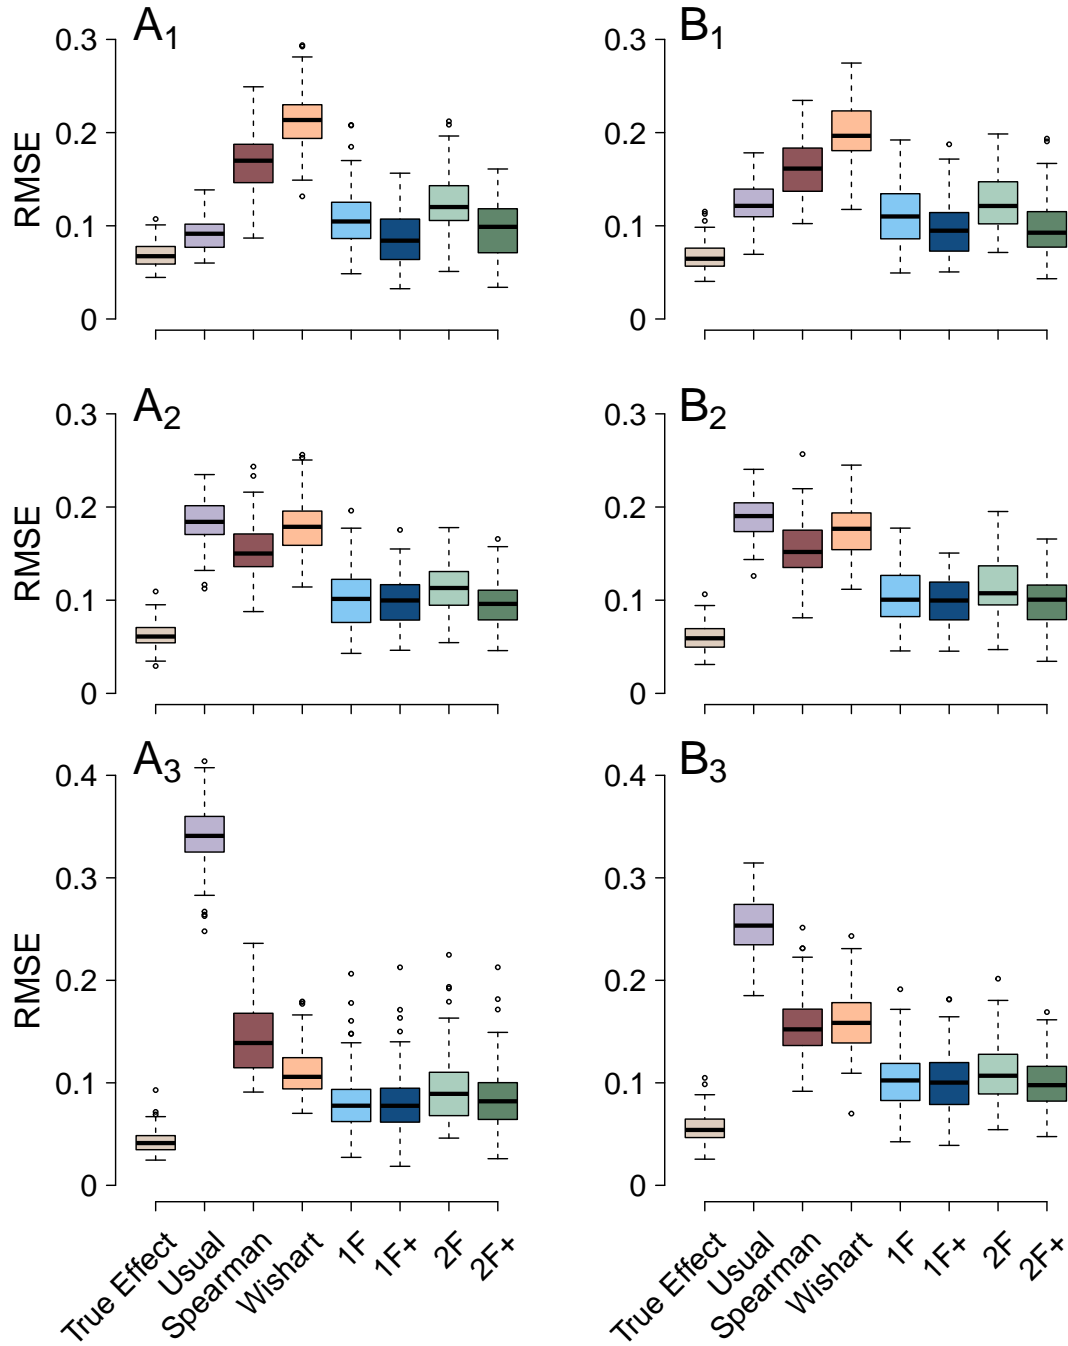 A1
B1
RMSE
0.3
0.2
0.1
0
0.3
0.2
0.1
0
A2
B2
RMSE
0.3
0.2
0.1
0
0.3
0.2
0.1
0
A3
B3
RMSE
0.4
0.3
0.2
0.1
0
0.4
0.3
0.2
0.1
0
True Effect
Usual
Spearman
Wishart
1F
1F+
2F
2F+
True Effect
Usual
Spearman
Wishart
1F
1F+
2F
2F+